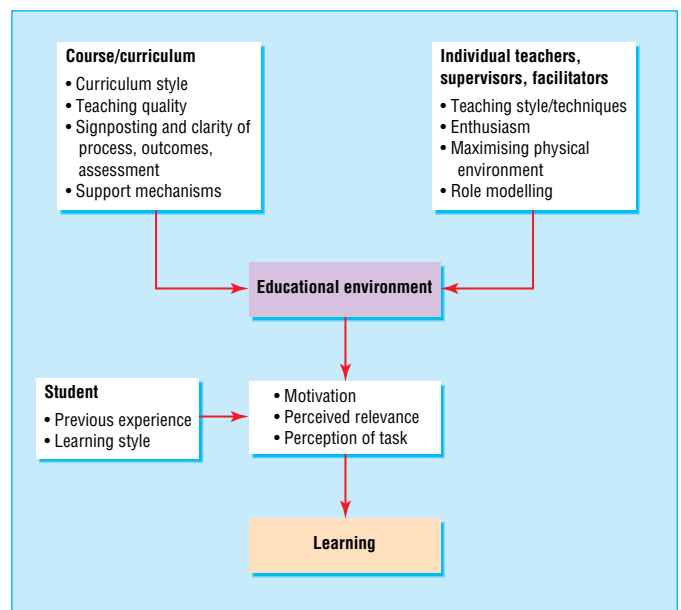 Course/curriculum
• Curriculum style
• Teaching quality
• Signposting and clarity of
process, outcomes,
assessment
• Support mechanisms
Individual teachers,
supervisors, facilitators
• Teaching style/techniques
• Enthusiasm
• Maximising physical
environment
• Role modelling
Educational environment
Student
• Previous experience
• Learning style
• Motivation
• Perceived relevance
• Perception of task
Learning